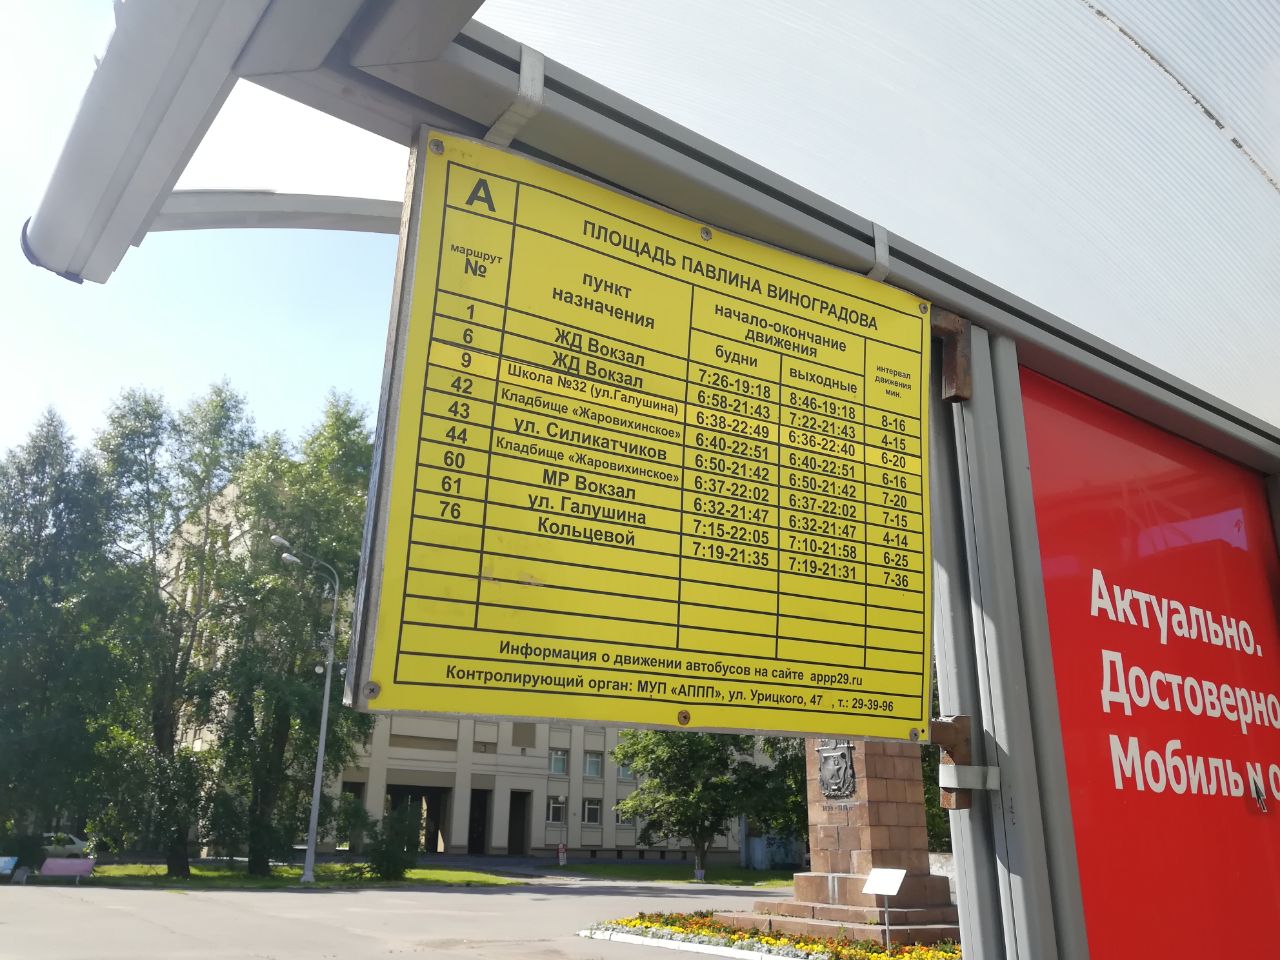 А ПЛОЩАДЬ ПАВЛИНА ВИНОГРАДОВА
маршрут № пункт назначения начало-окончание движения интервал движения мин.
будни выходные
1 ЖД Вокзал 7:26-19:18 8:46-19:18 8-16
6 ЖД Вокзал 6:58-21:43 7:22-21:43 4-15
9 Школа №32 (ул.Галушина) 6:38-22:49 6:36-22:40 6-20
42 Кладбище «Жаровихинское» 6:40-22:51 6:40-22:51 6-16
43 ул. Силикатчиков 6:50-21:42 6:50-21:42 7-20
44 Кладбище «Жаровихинское» 6:37-22:02 6:37-22:02 7-15
60 МР Вокзал 6:32-21:47 6:32-21:47 4-14
61 ул. Галушина 7:15-22:05 7:10-21:58 6-25
76 Кольцевой 7:19-21:35 7:19-21:31 7-36
Информация о движении автобусов на сайте appp29.ru
Контролирующий орган: МУП «АППП», ул. Урицкого, 47 , т.: 29-39-96
Актуально.
Достоверно
Мобильно